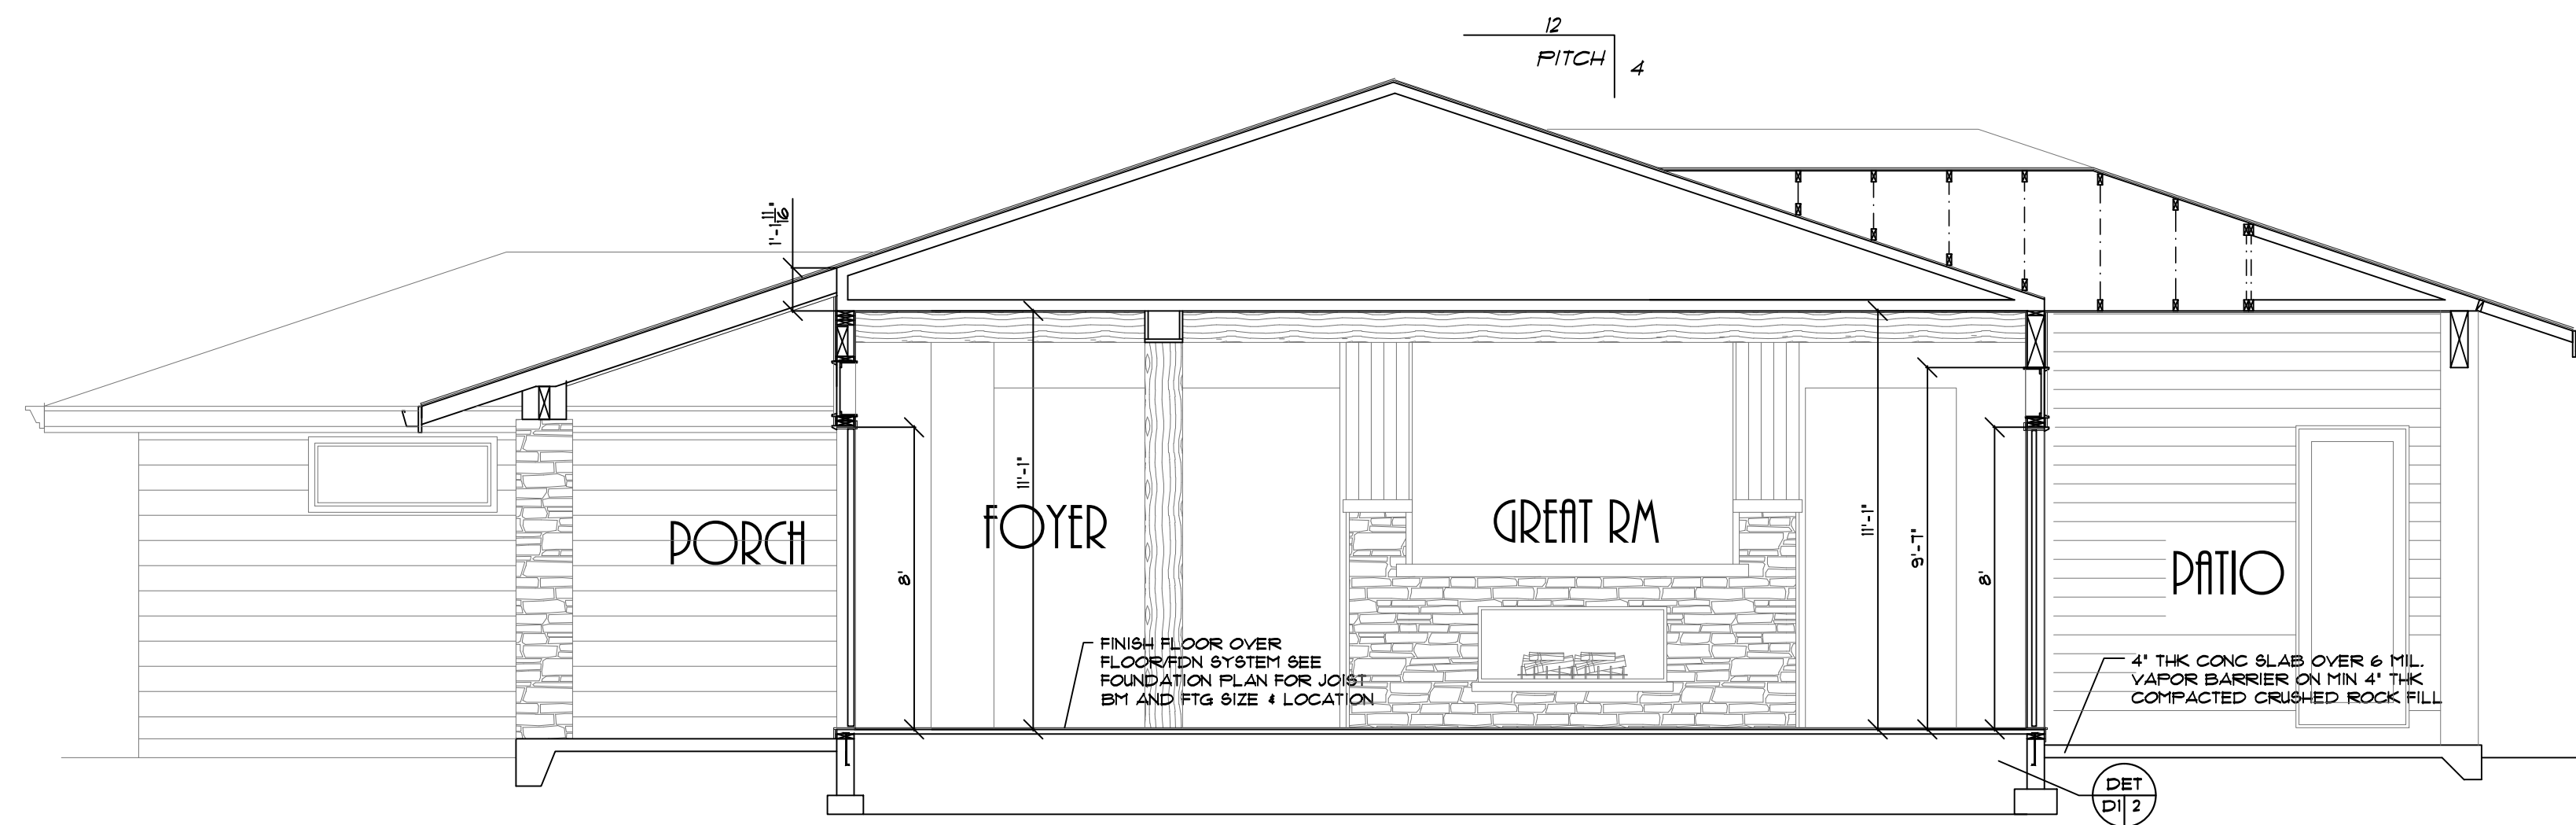 12
PITCH
4
1'-1 11/16"
PORCH
FOYER
GREAT RM
PATIO
8'
11'-1"
11'-1"
9'-7"
8'
FINISH FLOOR OVER
FLOOR/FDN SYSTEM SEE
FOUNDATION PLAN FOR JOIST
BM AND FTG SIZE & LOCATION
4" THK CONC SLAB OVER 6 MIL.
VAPOR BARRIER ON MIN 4" THK
COMPACTED CRUSHED ROCK FILL
DET
D1 2